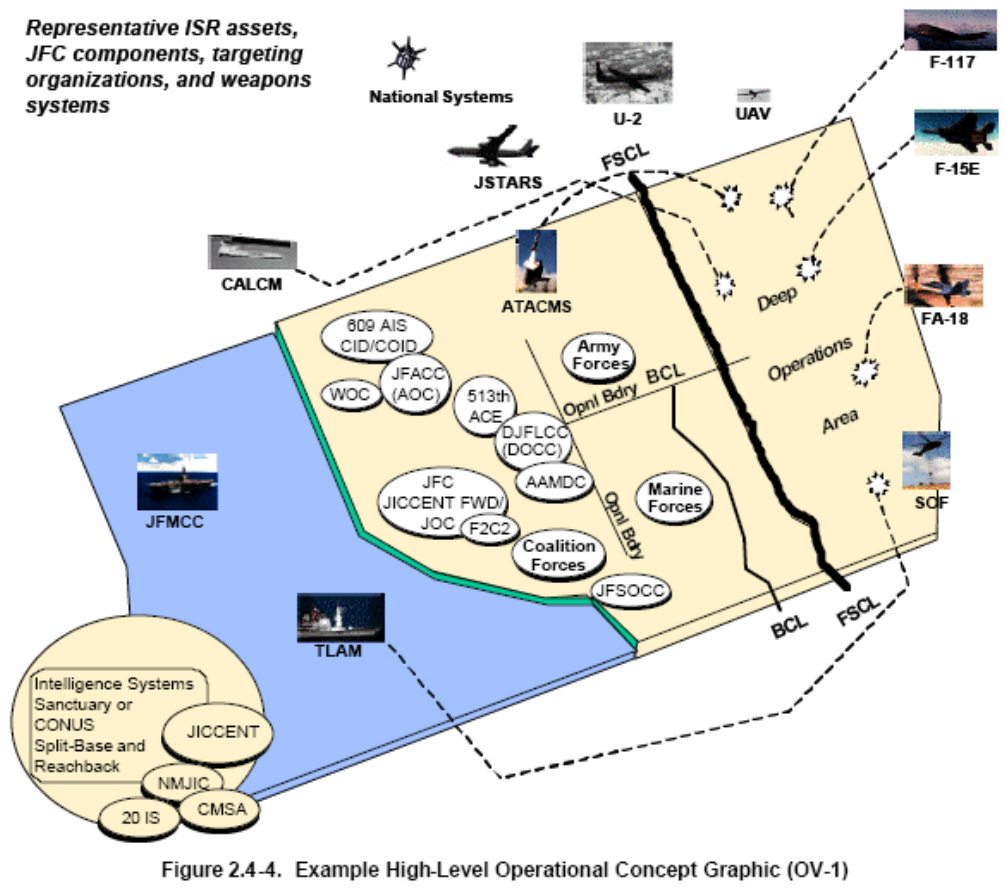 Representative ISR assets,
JFC components, targeting
organizations, and weapons
systems
National Systems
U-2
UAV
F-117
JSTARS
FSCL
F-15E
CALCM
ATACMS
Deep
FA-18
609 AIS
CID/COID
Army
Forces
Operations
WOC
JFACC
(AOC)
513th
ACE
Opnl Bdry
BCL
Area
DJFLCC
(DOCC)
AAMDC
JFC
JICCENT FWD/
JOC
F2C2
Opnl Bdry
Marine
Forces
SOF
JFMCC
Coalition
Forces
JFSOCC
BCL
FSCL
TLAM
Intelligence Systems
Sanctuary or
CONUS
Split-Base and
Reachback
JICCENT
NMJIC
20 IS
CMSA
Figure 2.4-4. Example High-Level Operational Concept Graphic (OV-1)